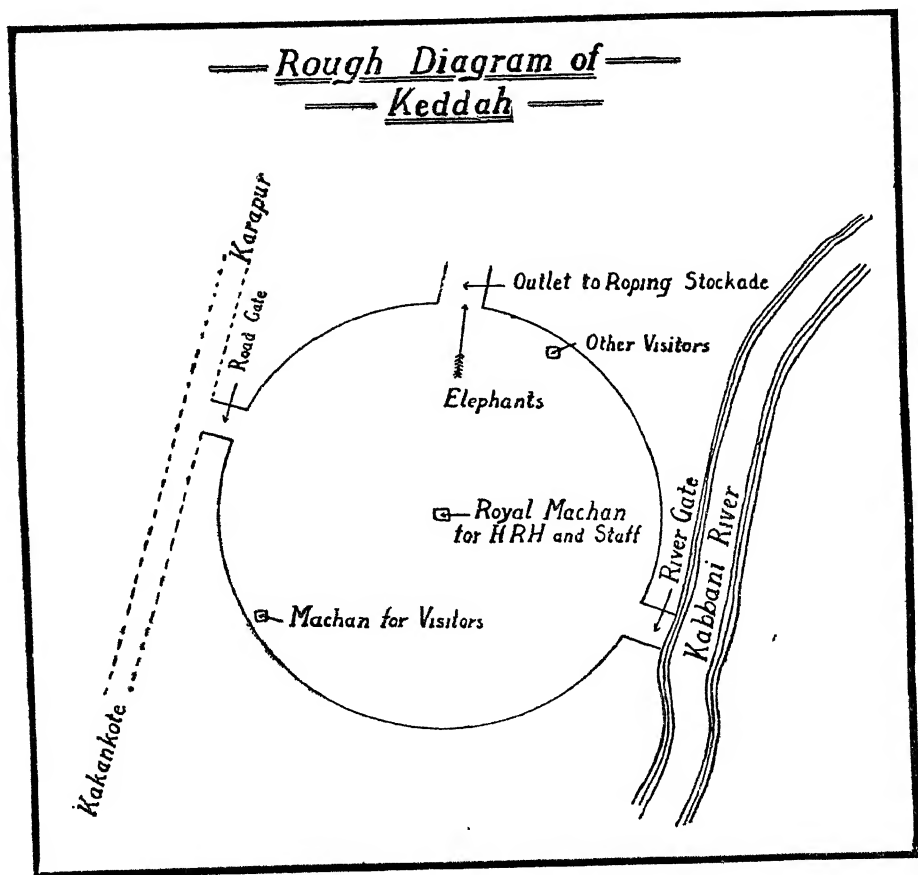 Rough Diagram of
Keddah
Karapur
Road Gate
Outlet to Roping Stockade
Other Visitors
Elephants
Royal Machan
for HRH and Staff
River Gate
Kabbani River
Machan for Visitors
Kakankote